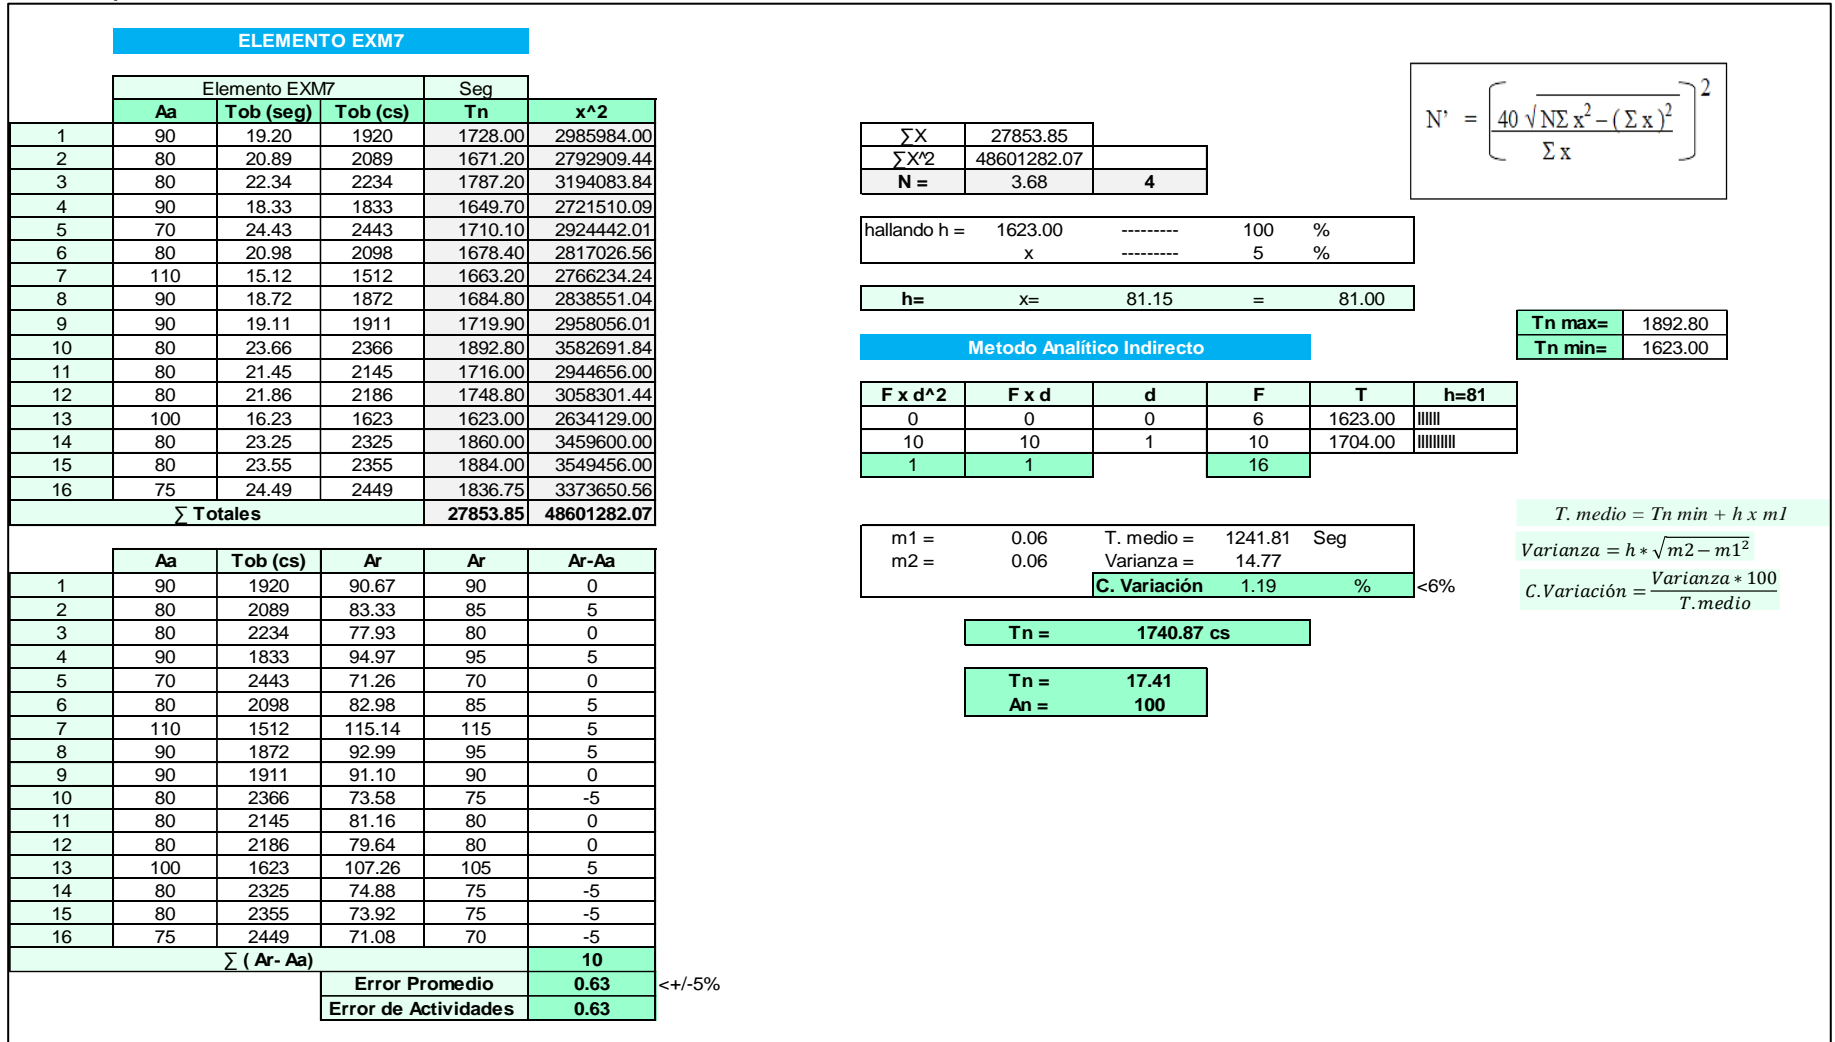 ELEMENTO EXM7
Elemento EXM7 Seg
Aa Tob (seg) Tob (cs) Tn x^2
1 90 19.20 1920 1728.00 2985984.00
2 80 20.89 2089 1671.20 2792909.44
3 80 22.34 2234 1787.20 3194083.84
4 90 18.33 1833 1649.70 2721510.09
5 70 24.43 2443 1710.10 2924442.01
6 80 20.98 2098 1678.40 2817026.56
7 110 15.12 1512 1663.20 2766234.24
8 90 18.72 1872 1684.80 2838551.04
9 90 19.11 1911 1719.90 2958056.01
10 80 23.66 2366 1892.80 3582691.84
11 80 21.45 2145 1716.00 2944656.00
12 80 21.86 2186 1748.80 3058301.44
13 100 16.23 1623 1623.00 2634129.00
14 80 23.25 2325 1860.00 3459600.00
15 80 23.55 2355 1884.00 3549456.00
16 75 24.49 2449 1836.75 3373650.56
∑ Totales 27853.85 48601282.07
Aa Tob (cs) Ar Ar Ar-Aa
1 90 1920 90.67 90 0
2 80 2089 83.33 85 5
3 80 2234 77.93 80 0
4 90 1833 94.97 95 5
5 70 2443 71.26 70 0
6 80 2098 82.98 85 5
7 110 1512 115.14 115 5
8 90 1872 92.99 95 5
9 90 1911 91.10 90 0
10 80 2366 73.58 75 -5
11 80 2145 81.16 80 0
12 80 2186 79.64 80 0
13 100 1623 107.26 105 5
14 80 2325 74.88 75 -5
15 80 2355 73.92 75 -5
16 75 2449 71.08 70 -5
∑ ( Ar- Aa) 10
Error Promedio 0.63 <+/-5%
Error de Actividades 0.63
∑X 27853.85
∑X^2 48601282.07
N = 3.68 4
hallando h = 1623.00 --------- 100 %
x --------- 5 %
h= x= 81.15 = 81.00
Metodo Analítico Indirecto
F x d^2 F x d d F T h=81
0 0 0 6 1623.00 IIIIII
10 10 1 10 1704.00 IIIIIIIIII
1 1 16
m1 = 0.06 T. medio = 1241.81 Seg
m2 = 0.06 Varianza = 14.77
C. Variación 1.19 % <6%
Tn = 1740.87 cs
Tn = 17.41
An = 100
N' = [40 √NΣ x² – (Σ x)² / Σ x]²
Tn max= 1892.80
Tn min= 1623.00
T. medio = Tn min + h x m1
Varianza = h * √m2 − m1²
C.Variación = Varianza * 100 / T.medio